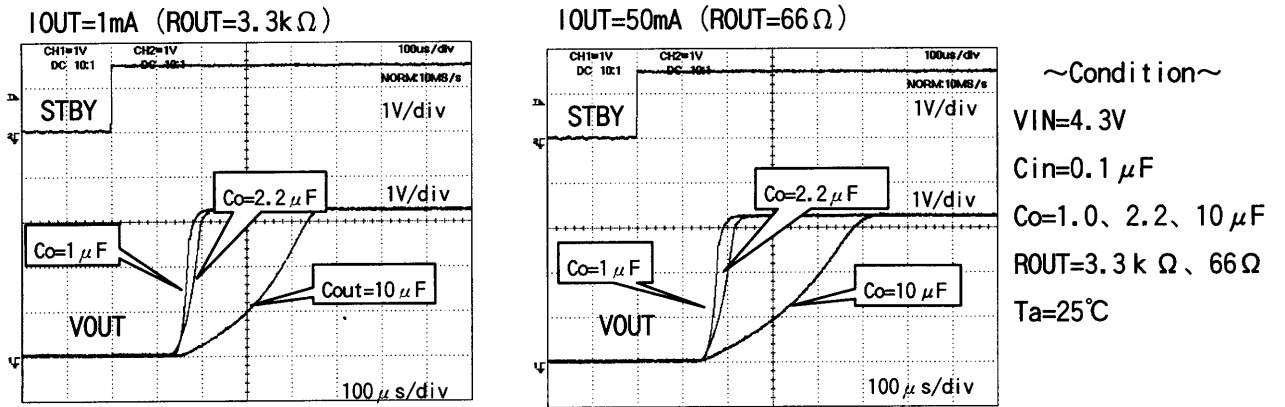 IOUT=1mA (ROUT=3.3kΩ)
CH1=1V CH2=1V 100us/div
DC 10:1 DC 10:1
NORM:10MS/s
STBY
1V/div
Co=2.2μF
1V/div
Co=1μF
Cout=10μF
VOUT
100μs/div
IOUT=50mA (ROUT=66Ω)
CH1=1V CH2=1V 100us/div
DC 10:1 DC 10:1
NORM:10MS/s
STBY
1V/div
Co=2.2μF
1V/div
Co=1μF
Co=10μF
VOUT
100μs/div
~Condition~
VIN=4.3V
Cin=0.1μF
Co=1.0、2.2、10μF
ROUT=3.3kΩ、66Ω
Ta=25℃